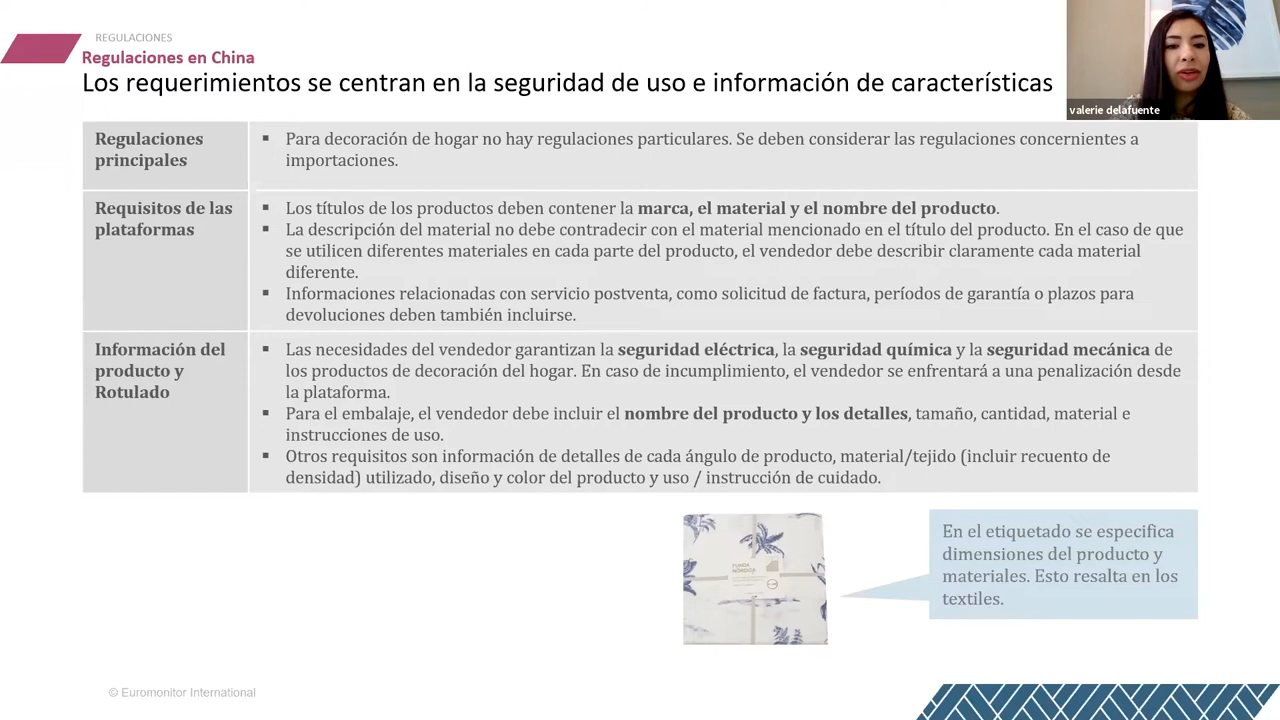 REGULACIONES
Regulaciones en China
Los requerimientos se centran en la seguridad de uso e información de características
valerie delafuente
Regulaciones
principales
▪ Para decoración de hogar no hay regulaciones particulares. Se deben considerar las regulaciones concernientes a
importaciones.
Requisitos de las
plataformas
▪ Los títulos de los productos deben contener la marca, el material y el nombre del producto.
▪ La descripción del material no debe contradecir con el material mencionado en el título del producto. En el caso de que
se utilicen diferentes materiales en cada parte del producto, el vendedor debe describir claramente cada material
diferente.
▪ Informaciones relacionadas con servicio postventa, como solicitud de factura, períodos de garantía o plazos para
devoluciones deben también incluirse.
Información del
producto y
Rotulado
▪ Las necesidades del vendedor garantizan la seguridad eléctrica, la seguridad química y la seguridad mecánica de
los productos de decoración del hogar. En caso de incumplimiento, el vendedor se enfrentará a una penalización desde
la plataforma.
▪ Para el embalaje, el vendedor debe incluir el nombre del producto y los detalles, tamaño, cantidad, material e
instrucciones de uso.
▪ Otros requisitos son información de detalles de cada ángulo de producto, material/tejido (incluir recuento de
densidad) utilizado, diseño y color del producto y uso / instrucción de cuidado.
FUNDA
NÓRDICA
En el etiquetado se especifica
dimensiones del producto y
materiales. Esto resalta en los
textiles.
© Euromonitor International